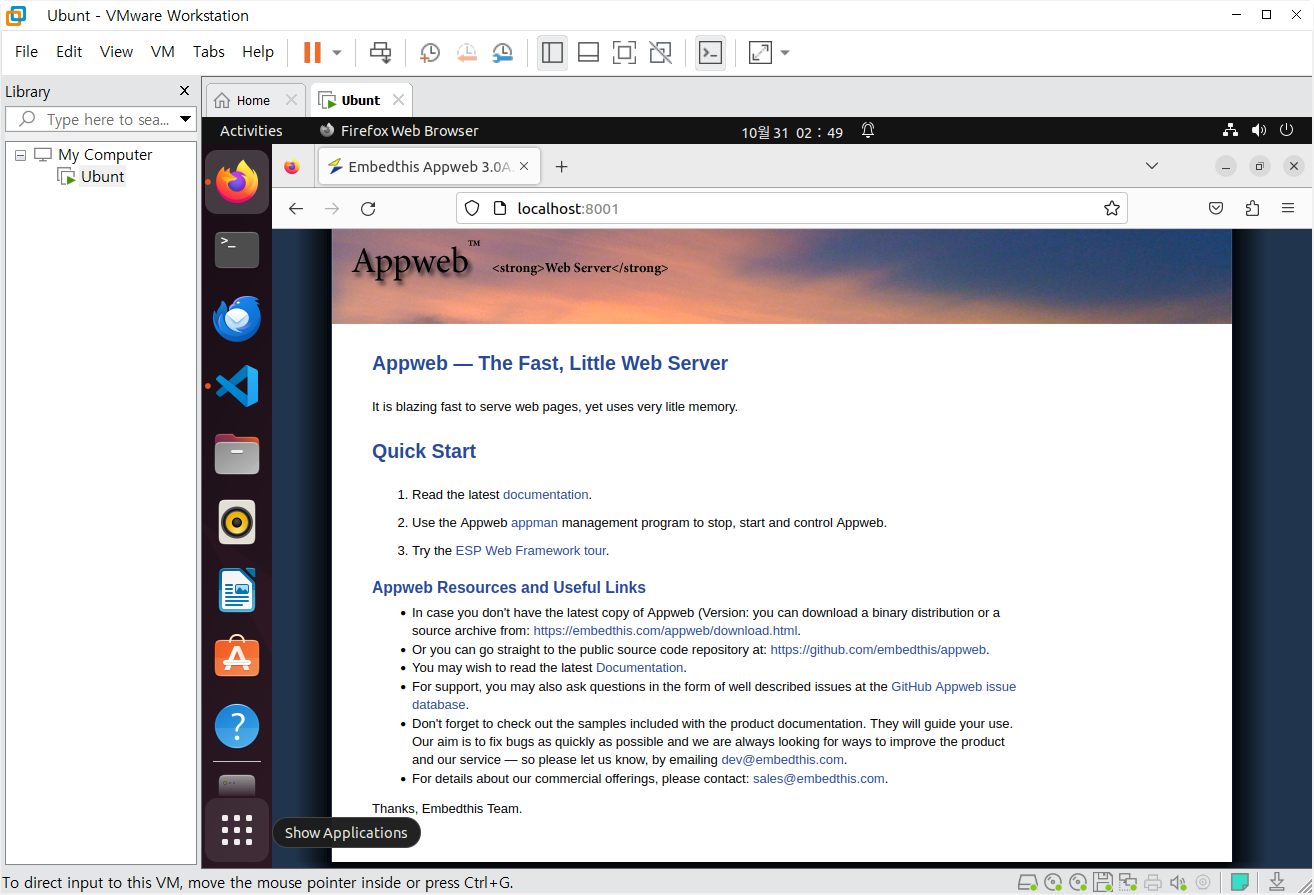 Ubunt - VMware Workstation
File Edit View VM Tabs Help
Library
Home
Ubunt
Type here to sea...
Activities
Firefox Web Browser
10월 31 02 : 49
My Computer
Ubunt
Embedthis Appweb 3.0A
localhost:8001
Appweb™ <strong>Web Server</strong>
Appweb — The Fast, Little Web Server
It is blazing fast to serve web pages, yet uses very litle memory.
Quick Start
1. Read the latest documentation.
2. Use the Appweb appman management program to stop, start and control Appweb.
3. Try the ESP Web Framework tour.
Appweb Resources and Useful Links
• In case you don't have the latest copy of Appweb (Version: you can download a binary distribution or a
source archive from: https://embedthis.com/appweb/download.html.
• Or you can go straight to the public source code repository at: https://github.com/embedthis/appweb.
• You may wish to read the latest Documentation.
• For support, you may also ask questions in the form of well described issues at the GitHub Appweb issue
database.
• Don't forget to check out the samples included with the product documentation. They will guide your use.
Our aim is to fix bugs as quickly as possible and we are always looking for ways to improve the product
and our service — so please let us know, by emailing dev@embedthis.com.
• For details about our commercial offerings, please contact: sales@embedthis.com.
Thanks, Embedthis Team.
Show Applications
To direct input to this VM, move the mouse pointer inside or press Ctrl+G.